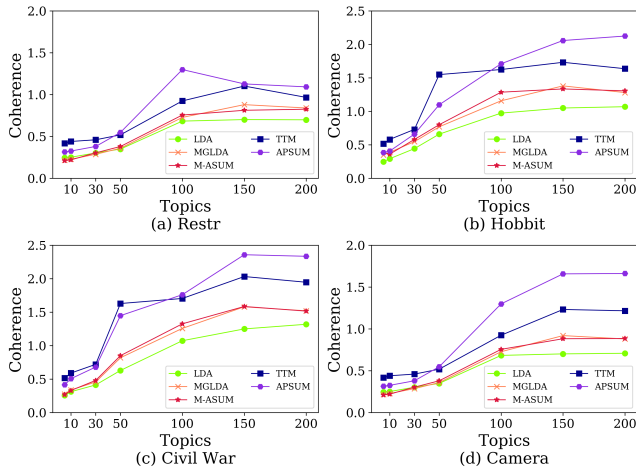 2.0
1.5
1.0
0.5
0.0
Coherence
LDA
MGLDA
M-ASUM
TTM
APSUM
10 30 50 100 150 200
Topics
(a) Restr
2.5
2.0
1.5
1.0
0.5
0.0
Coherence
LDA
MGLDA
M-ASUM
TTM
APSUM
10 30 50 100 150 200
Topics
(b) Hobbit
2.5
2.0
1.5
1.0
0.5
0.0
Coherence
LDA
MGLDA
M-ASUM
TTM
APSUM
10 30 50 100 150 200
Topics
(c) Civil War
2.0
1.5
1.0
0.5
0.0
Coherence
LDA
MGLDA
M-ASUM
TTM
APSUM
10 30 50 100 150 200
Topics
(d) Camera